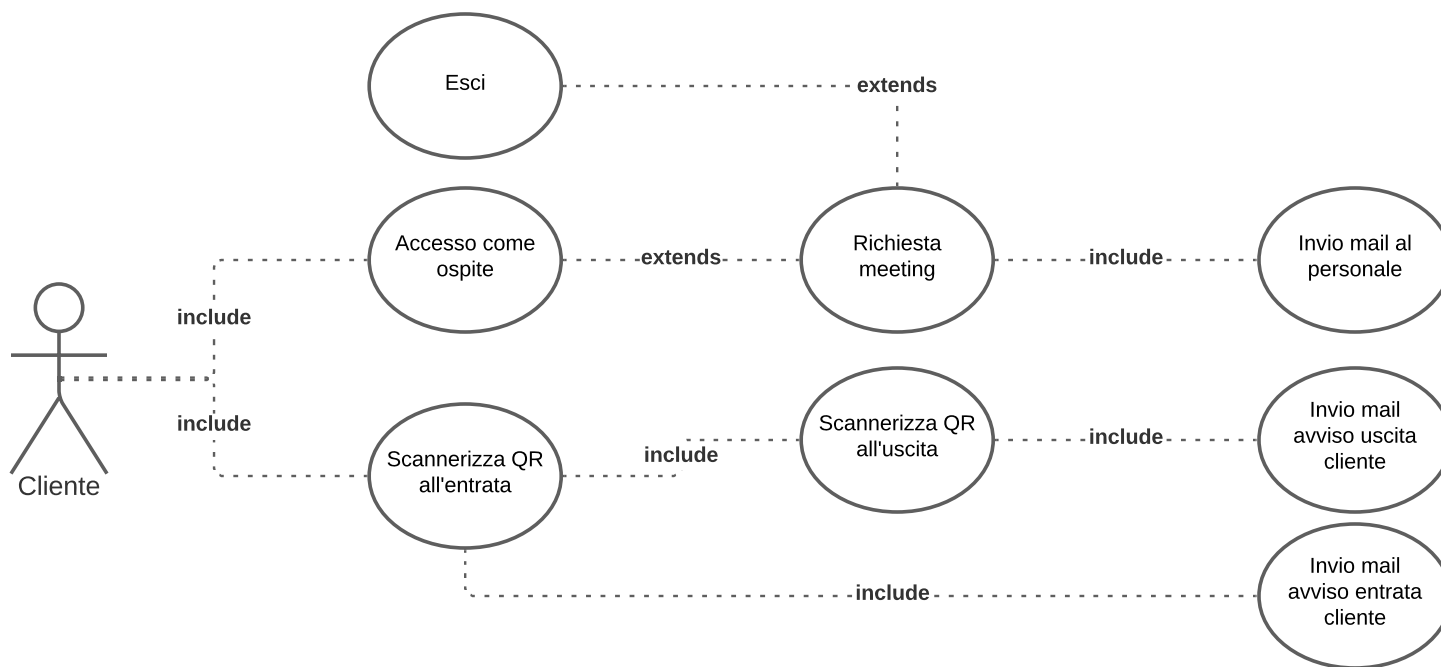 Esci
extends
Accesso come
ospite
extends
Richiesta
meeting
include
Invio mail al
personale
include
include
Cliente
Scannerizza QR
all'entrata
include
Scannerizza QR
all'uscita
include
Invio mail
avviso uscita
cliente
include
Invio mail
avviso entrata
cliente